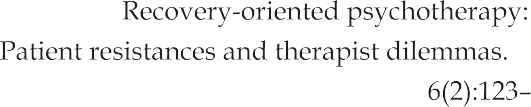 Recovery-oriented psychotherapy:
Patient resistances and therapist dilemmas.
6(2):123–